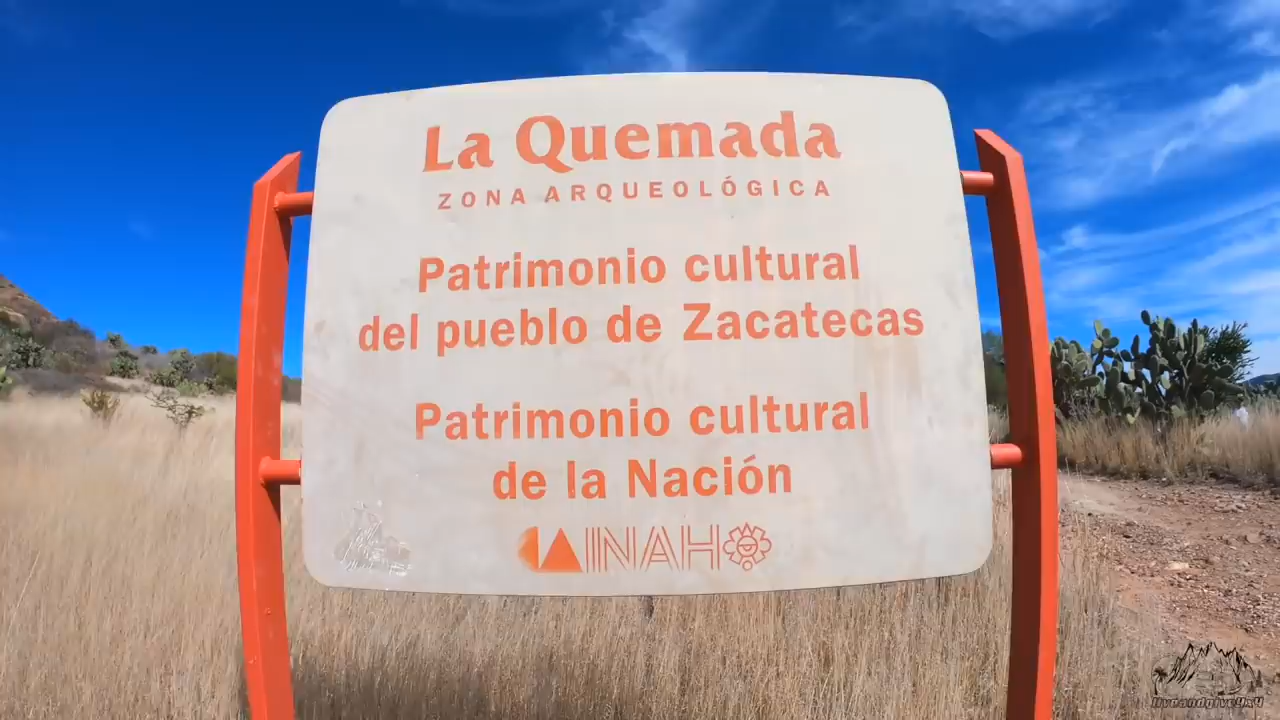 La Quemada
ZONA ARQUEOLÓGICA
Patrimonio cultural
del pueblo de Zacatecas
Patrimonio cultural
de la Nación
INAH